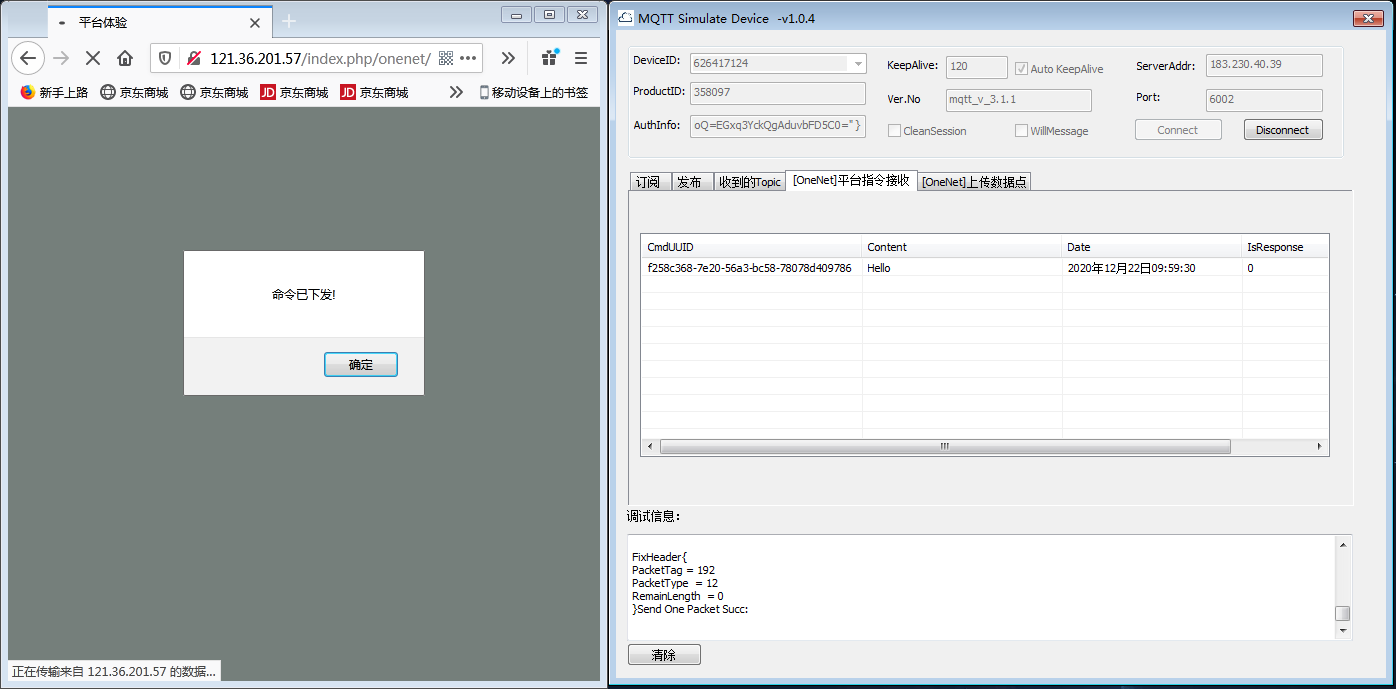 平台体验
121.36.201.57/index.php/onenet/
新手上路 京东商城 京东商城 JD 京东商城 JD 京东商城 移动设备上的书签
命令已下发!
确定
正在传输来自 121.36.201.57 的数据...
MQTT Simulate Device -v1.0.4
DeviceID: 626417124 KeepAlive: 120 Auto KeepAlive ServerAddr: 183.230.40.39
ProductID: 358097 Ver.No mqtt_v_3.1.1 Port: 6002
AuthInfo: oQ=EGxq3YckQgAduvbFD5C0="} CleanSession WillMessage Connect Disconnect
订阅 发布 收到的Topic [OneNet]平台指令接收 [OneNet]上传数据点
CmdUUID Content Date IsResponse
f258c368-7e20-56a3-bc58-78078d409786 Hello 2020年12月22日09:59:30 0
调试信息：
FixHeader{
PacketTag = 192
PacketType = 12
RemainLength = 0
}Send One Packet Succ:
清除